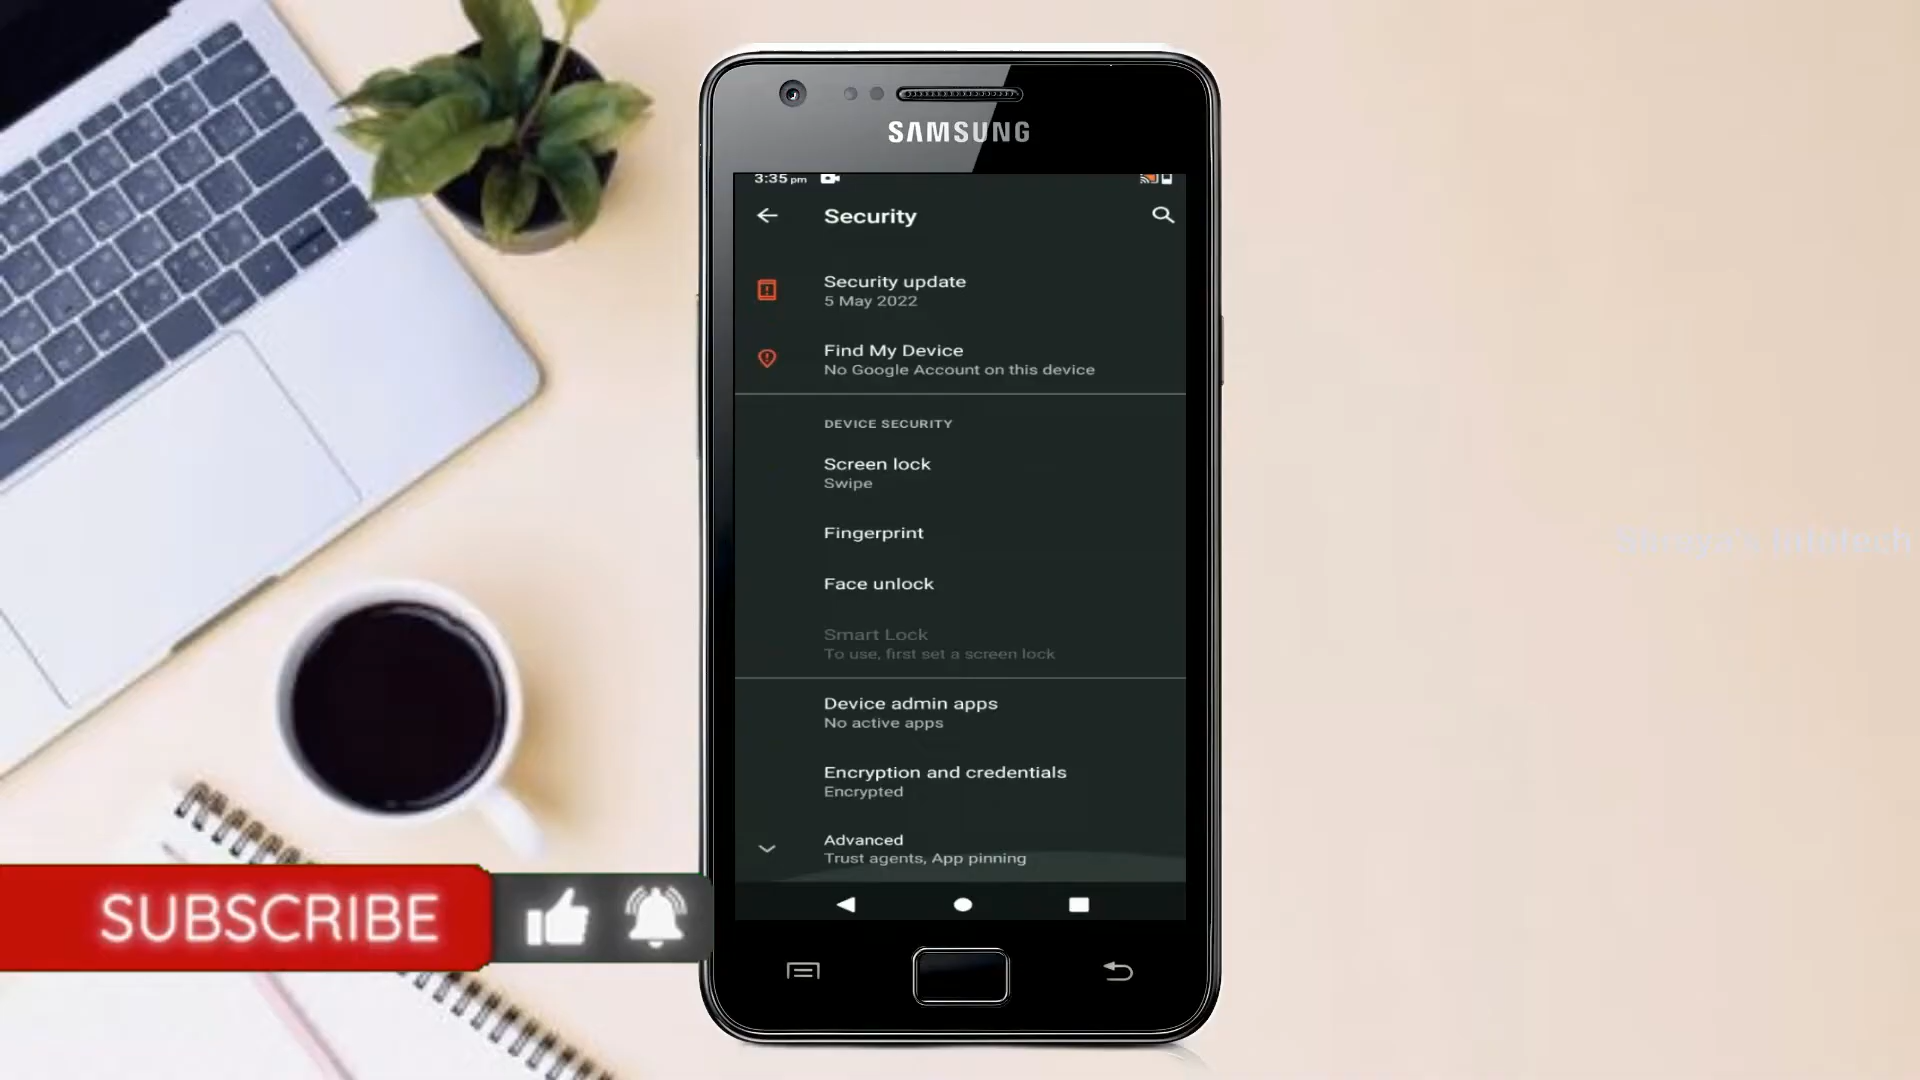 SAMSUNG
3:35 pm
Security
Security update
5 May 2022
Find My Device
No Google Account on this device
DEVICE SECURITY
Screen lock
Swipe
Fingerprint
Face unlock
Smart Lock
To use, first set a screen lock
Device admin apps
No active apps
Encryption and credentials
Encrypted
Advanced
Trust agents, App pinning
SUBSCRIBE
Shreya's Infotech